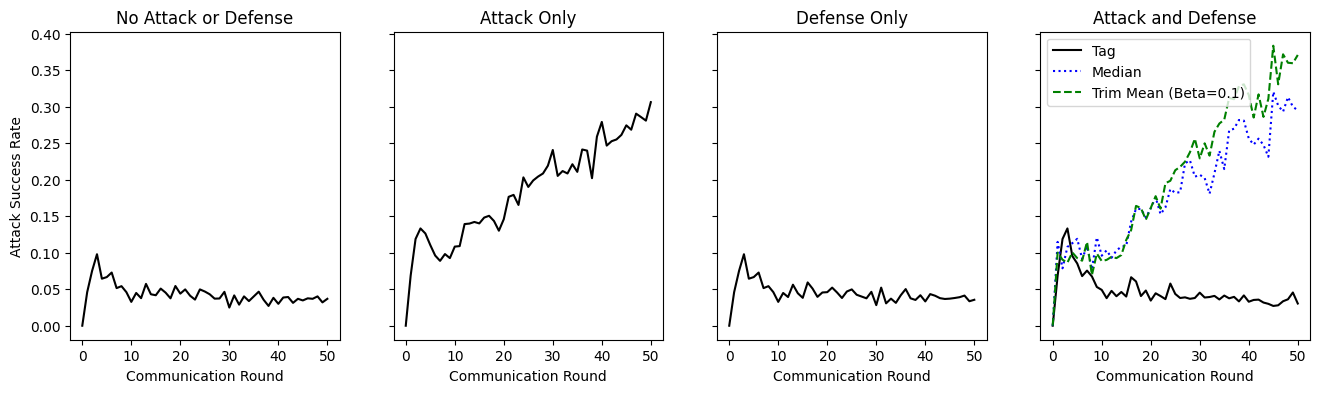 No Attack or Defense
Attack Only
Defense Only
Attack and Defense
Attack Success Rate
0.40
0.35
0.30
0.25
0.20
0.15
0.10
0.05
0.00
Tag
Median
Trim Mean (Beta=0.1)
0 10 20 30 40 50
0 10 20 30 40 50
0 10 20 30 40 50
0 10 20 30 40 50
Communication Round
Communication Round
Communication Round
Communication Round